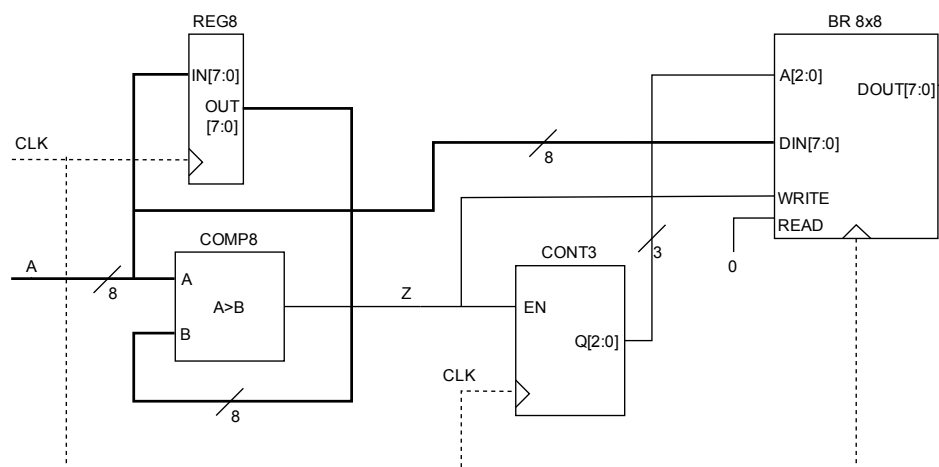 REG8
BR 8x8
IN[7:0]
A[2:0]
DOUT[7:0]
OUT
[7:0]
CLK
8
DIN[7:0]
WRITE
READ
COMP8
CONT3
3
0
A
8
A
A>B
Z
EN
B
Q[2:0]
CLK
8